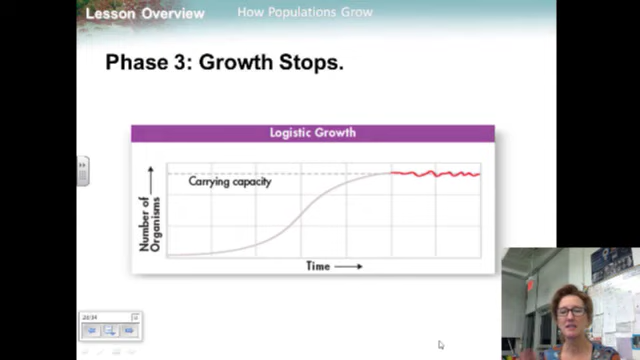 Lesson Overview
How Populations Grow
Phase 3: Growth Stops.
Logistic Growth
Carrying capacity
Number of
Organisms
Time